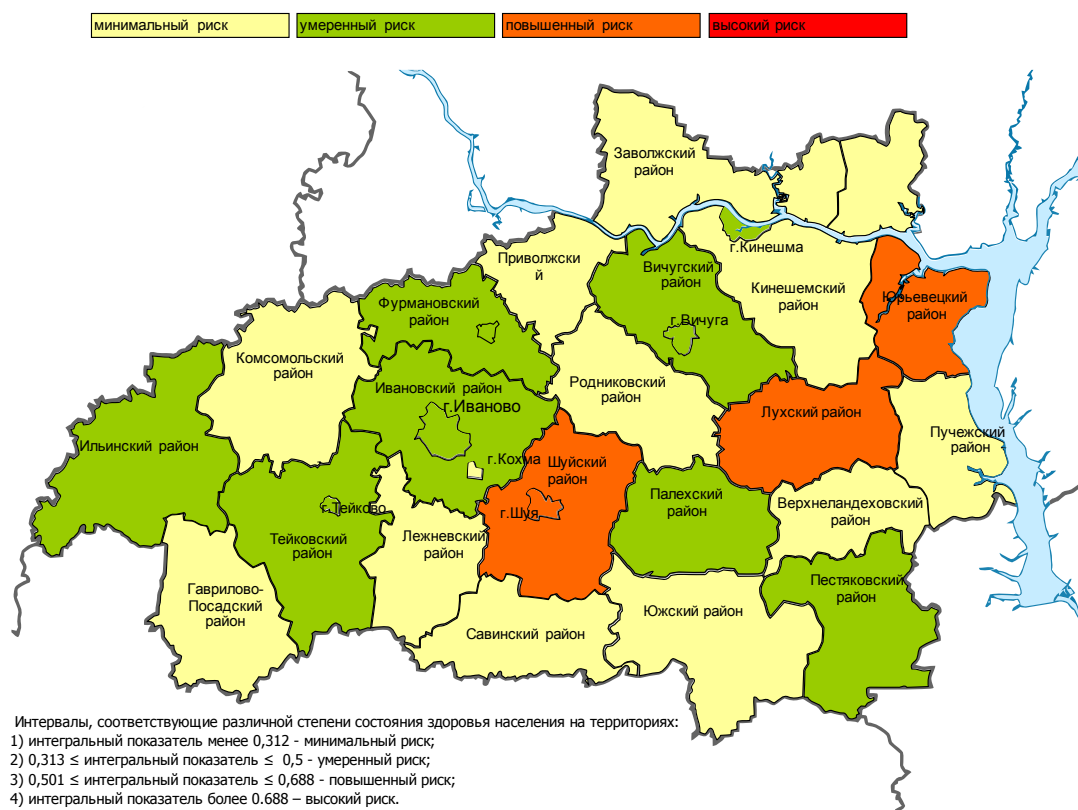 минимальный риск
умеренный риск
повышенный риск
высокий риск
Заволжский
район
г.Кинешма
Приволжски
й
Вичугский
район
Кинешемский
район
Юрьевецкий
район
Фурмановский
район
г.Вичуга
Комсомольский
район
Ивановский район
г.Иваново
Родниковский
район
Лухский район
Пучежский
район
Ильинский район
г.Кохма
Шуйский
район
г.Шуя
Палехский
район
Верхнеландеховский
район
г.Тейково
Тейковский
район
Лежневский
район
Гаврилово-
Посадский
район
Савинский район
Южский район
Пестяковский
район
Интервалы, соответствующие различной степени состояния здоровья населения на территориях:
1) интегральный показатель менее 0,312 - минимальный риск;
2) 0,313 ≤ интегральный показатель ≤ 0,5 - умеренный риск;
3) 0,501 ≤ интегральный показатель ≤ 0,688 - повышенный риск;
4) интегральный показатель более 0.688 – высокий риск.